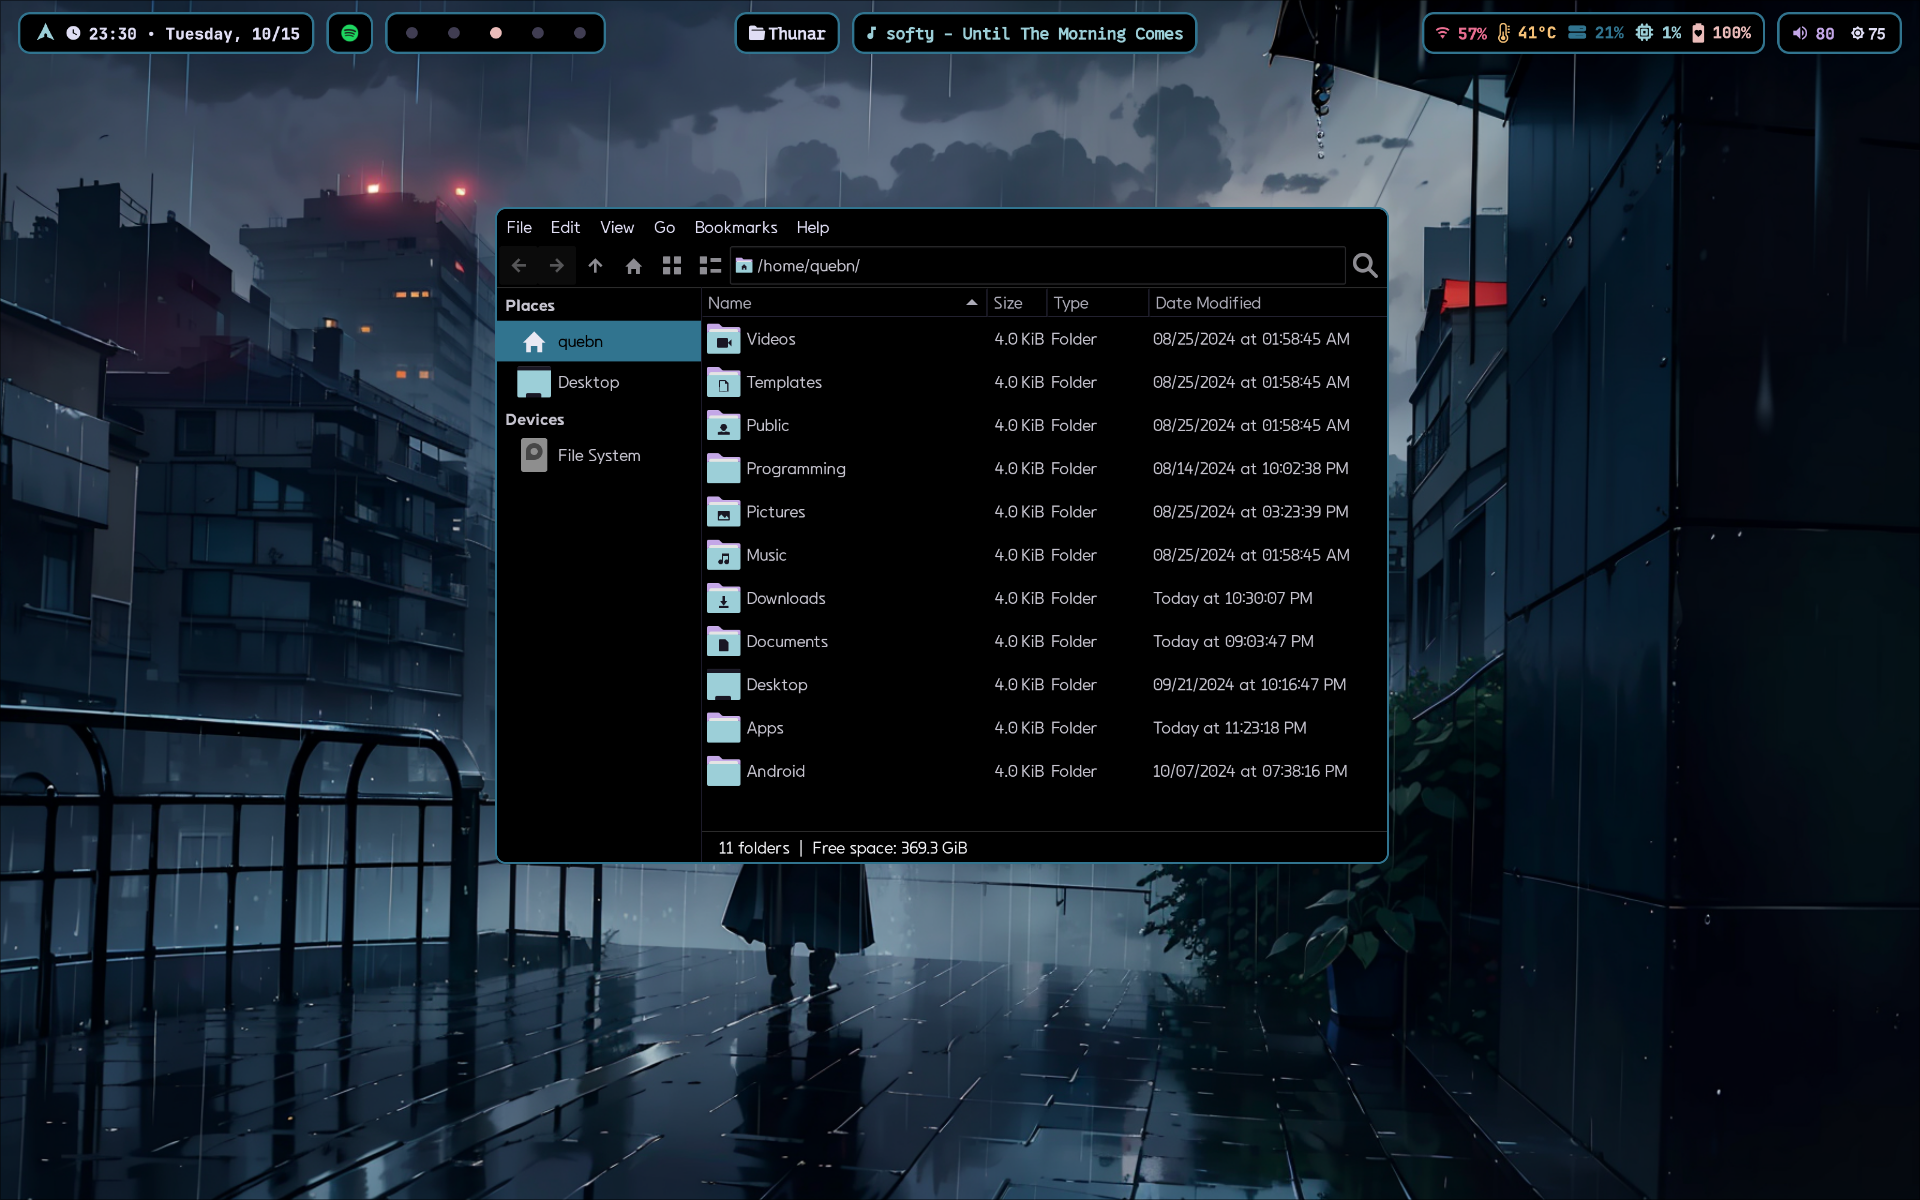 23:30 • Tuesday, 10/15
Thunar
softy – Until The Morning Comes
57% 41°C 21% 1% 100%
80 75
File Edit View Go Bookmarks Help
/home/quebn/
Places
quebn
Desktop
Devices
File System
Name Size Type Date Modified
Videos 4.0 KiB Folder 08/25/2024 at 01:58:45 AM
Templates 4.0 KiB Folder 08/25/2024 at 01:58:45 AM
Public 4.0 KiB Folder 08/25/2024 at 01:58:45 AM
Programming 4.0 KiB Folder 08/14/2024 at 10:02:38 PM
Pictures 4.0 KiB Folder 08/25/2024 at 03:23:39 PM
Music 4.0 KiB Folder 08/25/2024 at 01:58:45 AM
Downloads 4.0 KiB Folder Today at 10:30:07 PM
Documents 4.0 KiB Folder Today at 09:03:47 PM
Desktop 4.0 KiB Folder 09/21/2024 at 10:16:47 PM
Apps 4.0 KiB Folder Today at 11:23:18 PM
Android 4.0 KiB Folder 10/07/2024 at 07:38:16 PM
11 folders | Free space: 369.3 GiB